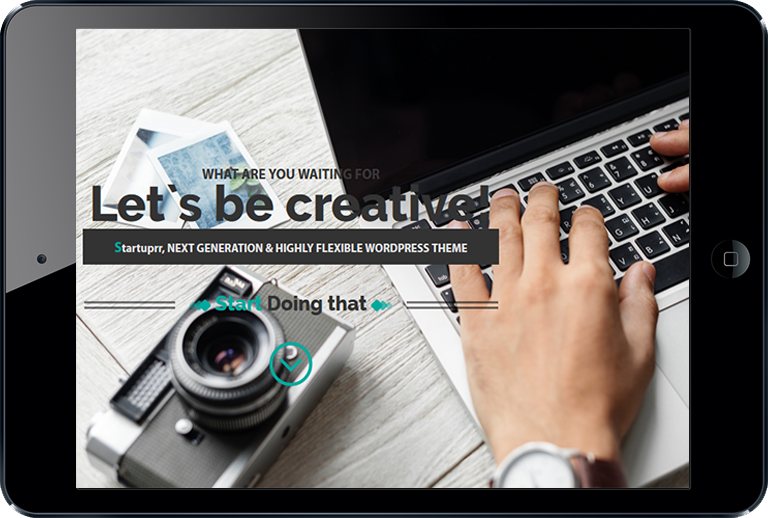 WHAT ARE YOU WAITING FOR
Let`s be creative!
Startuprr, NEXT GENERATION & HIGHLY FLEXIBLE WORDPRESS THEME
Start Doing that